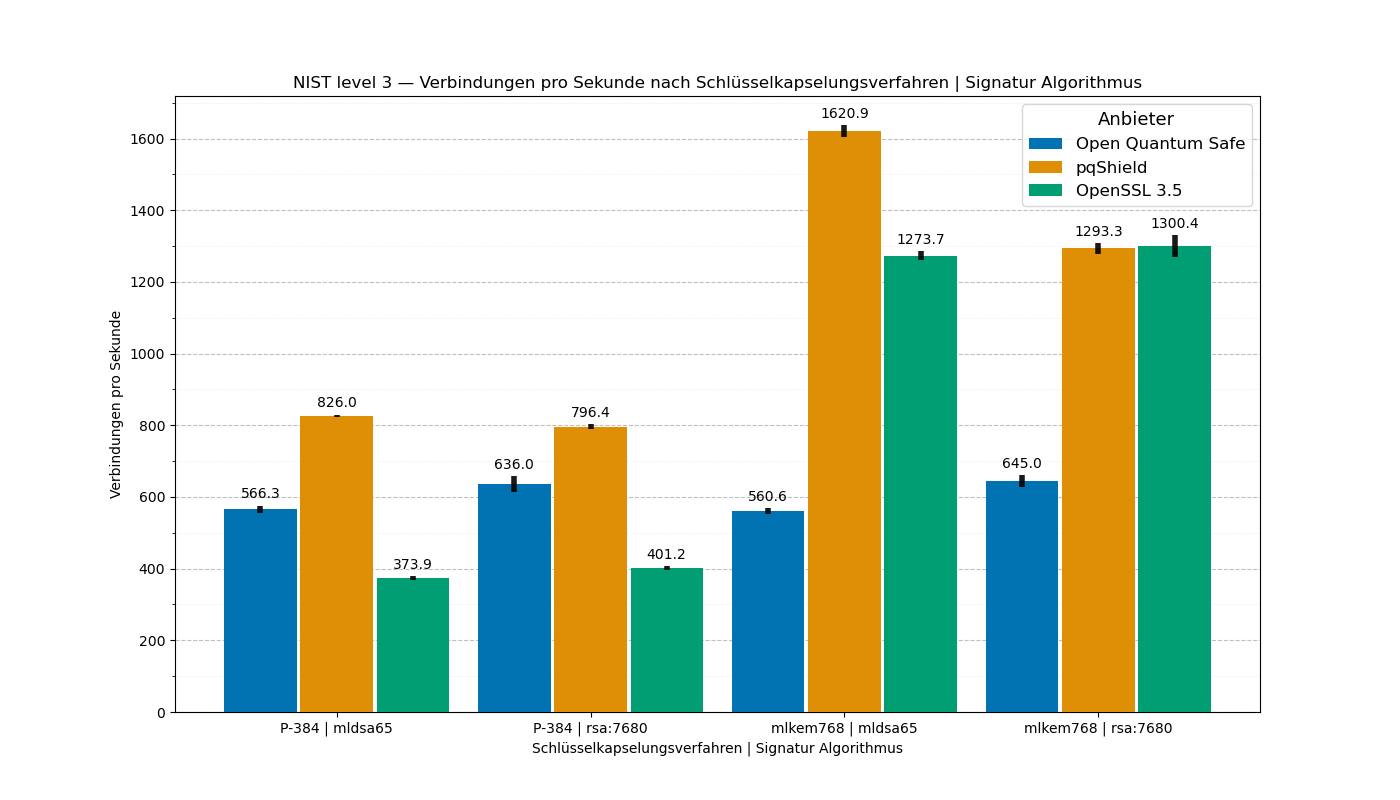 NIST level 3 — Verbindungen pro Sekunde nach Schlüsselkapselungsverfahren | Signatur Algorithmus
Anbieter
Open Quantum Safe
pqShield
OpenSSL 3.5
Verbindungen pro Sekunde
1600
1400
1200
1000
800
600
400
200
0
566.3
826.0
373.9
636.0
796.4
401.2
560.6
1620.9
1273.7
645.0
1293.3
1300.4
P-384 | mldsa65
P-384 | rsa:7680
mlkem768 | mldsa65
mlkem768 | rsa:7680
Schlüsselkapselungsverfahren | Signatur Algorithmus